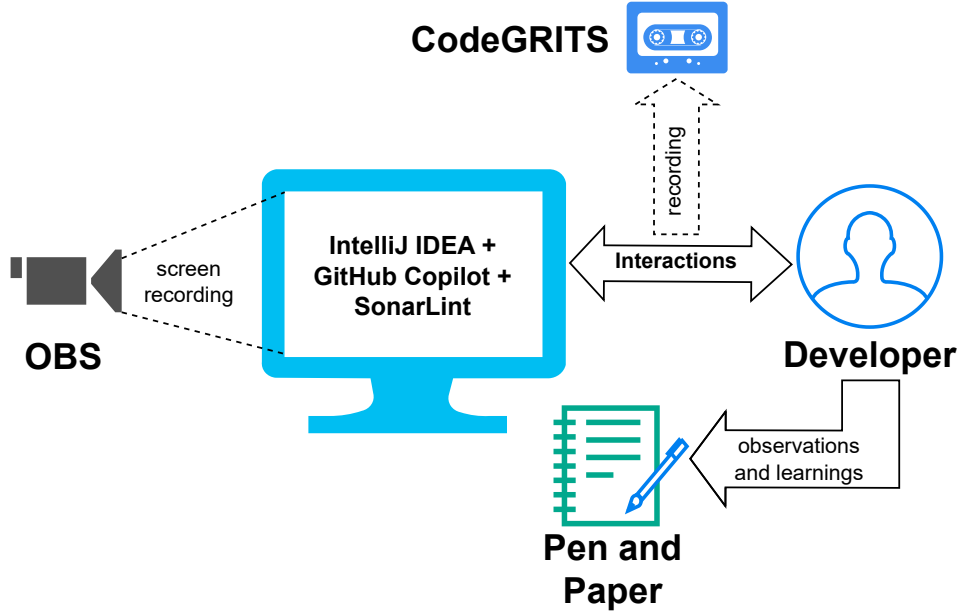 CodeGRITS
recording
IntelliJ IDEA +
GitHub Copilot +
SonarLint
screen
recording
OBS
Interactions
Developer
observations
and learnings
Pen and
Paper